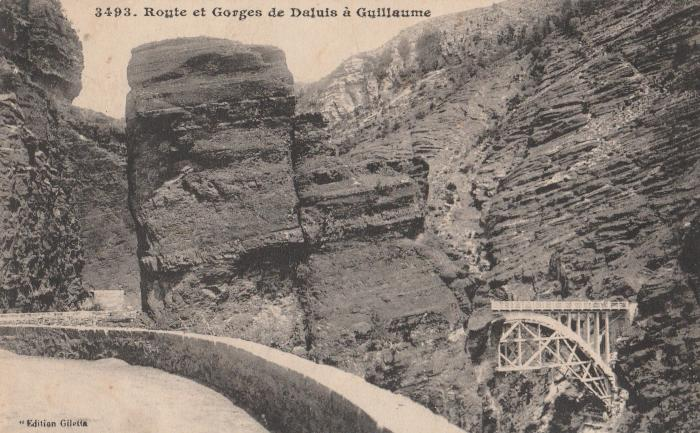 3493. Route et Gorges de Daluis à Guillaume
"Edition Giletta